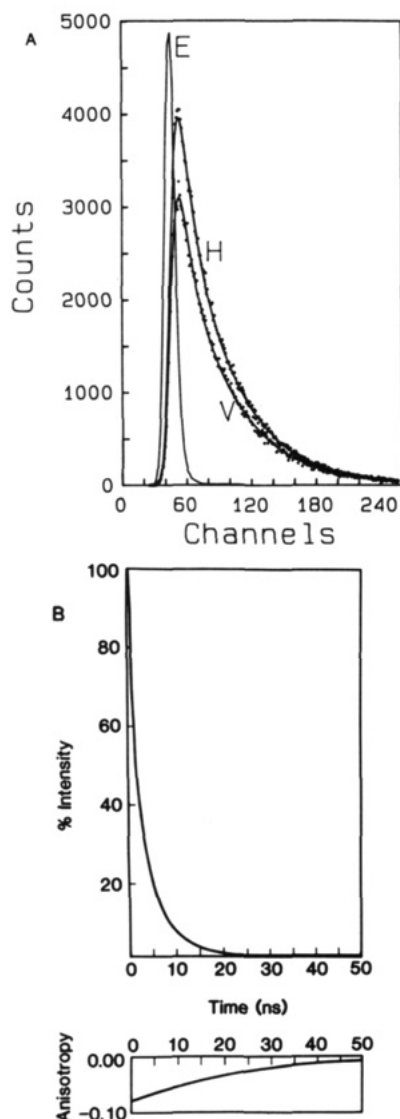 A
5000
E
4000
3000
H
Counts
2000
1000
V
0
0 60 120 180 240
Channels
B
100
80
60
% Intensity
40
20
0 10 20 30 40 50
Time (ns)
0 10 20 30 40 50
0.00
Anisotropy
-0.10